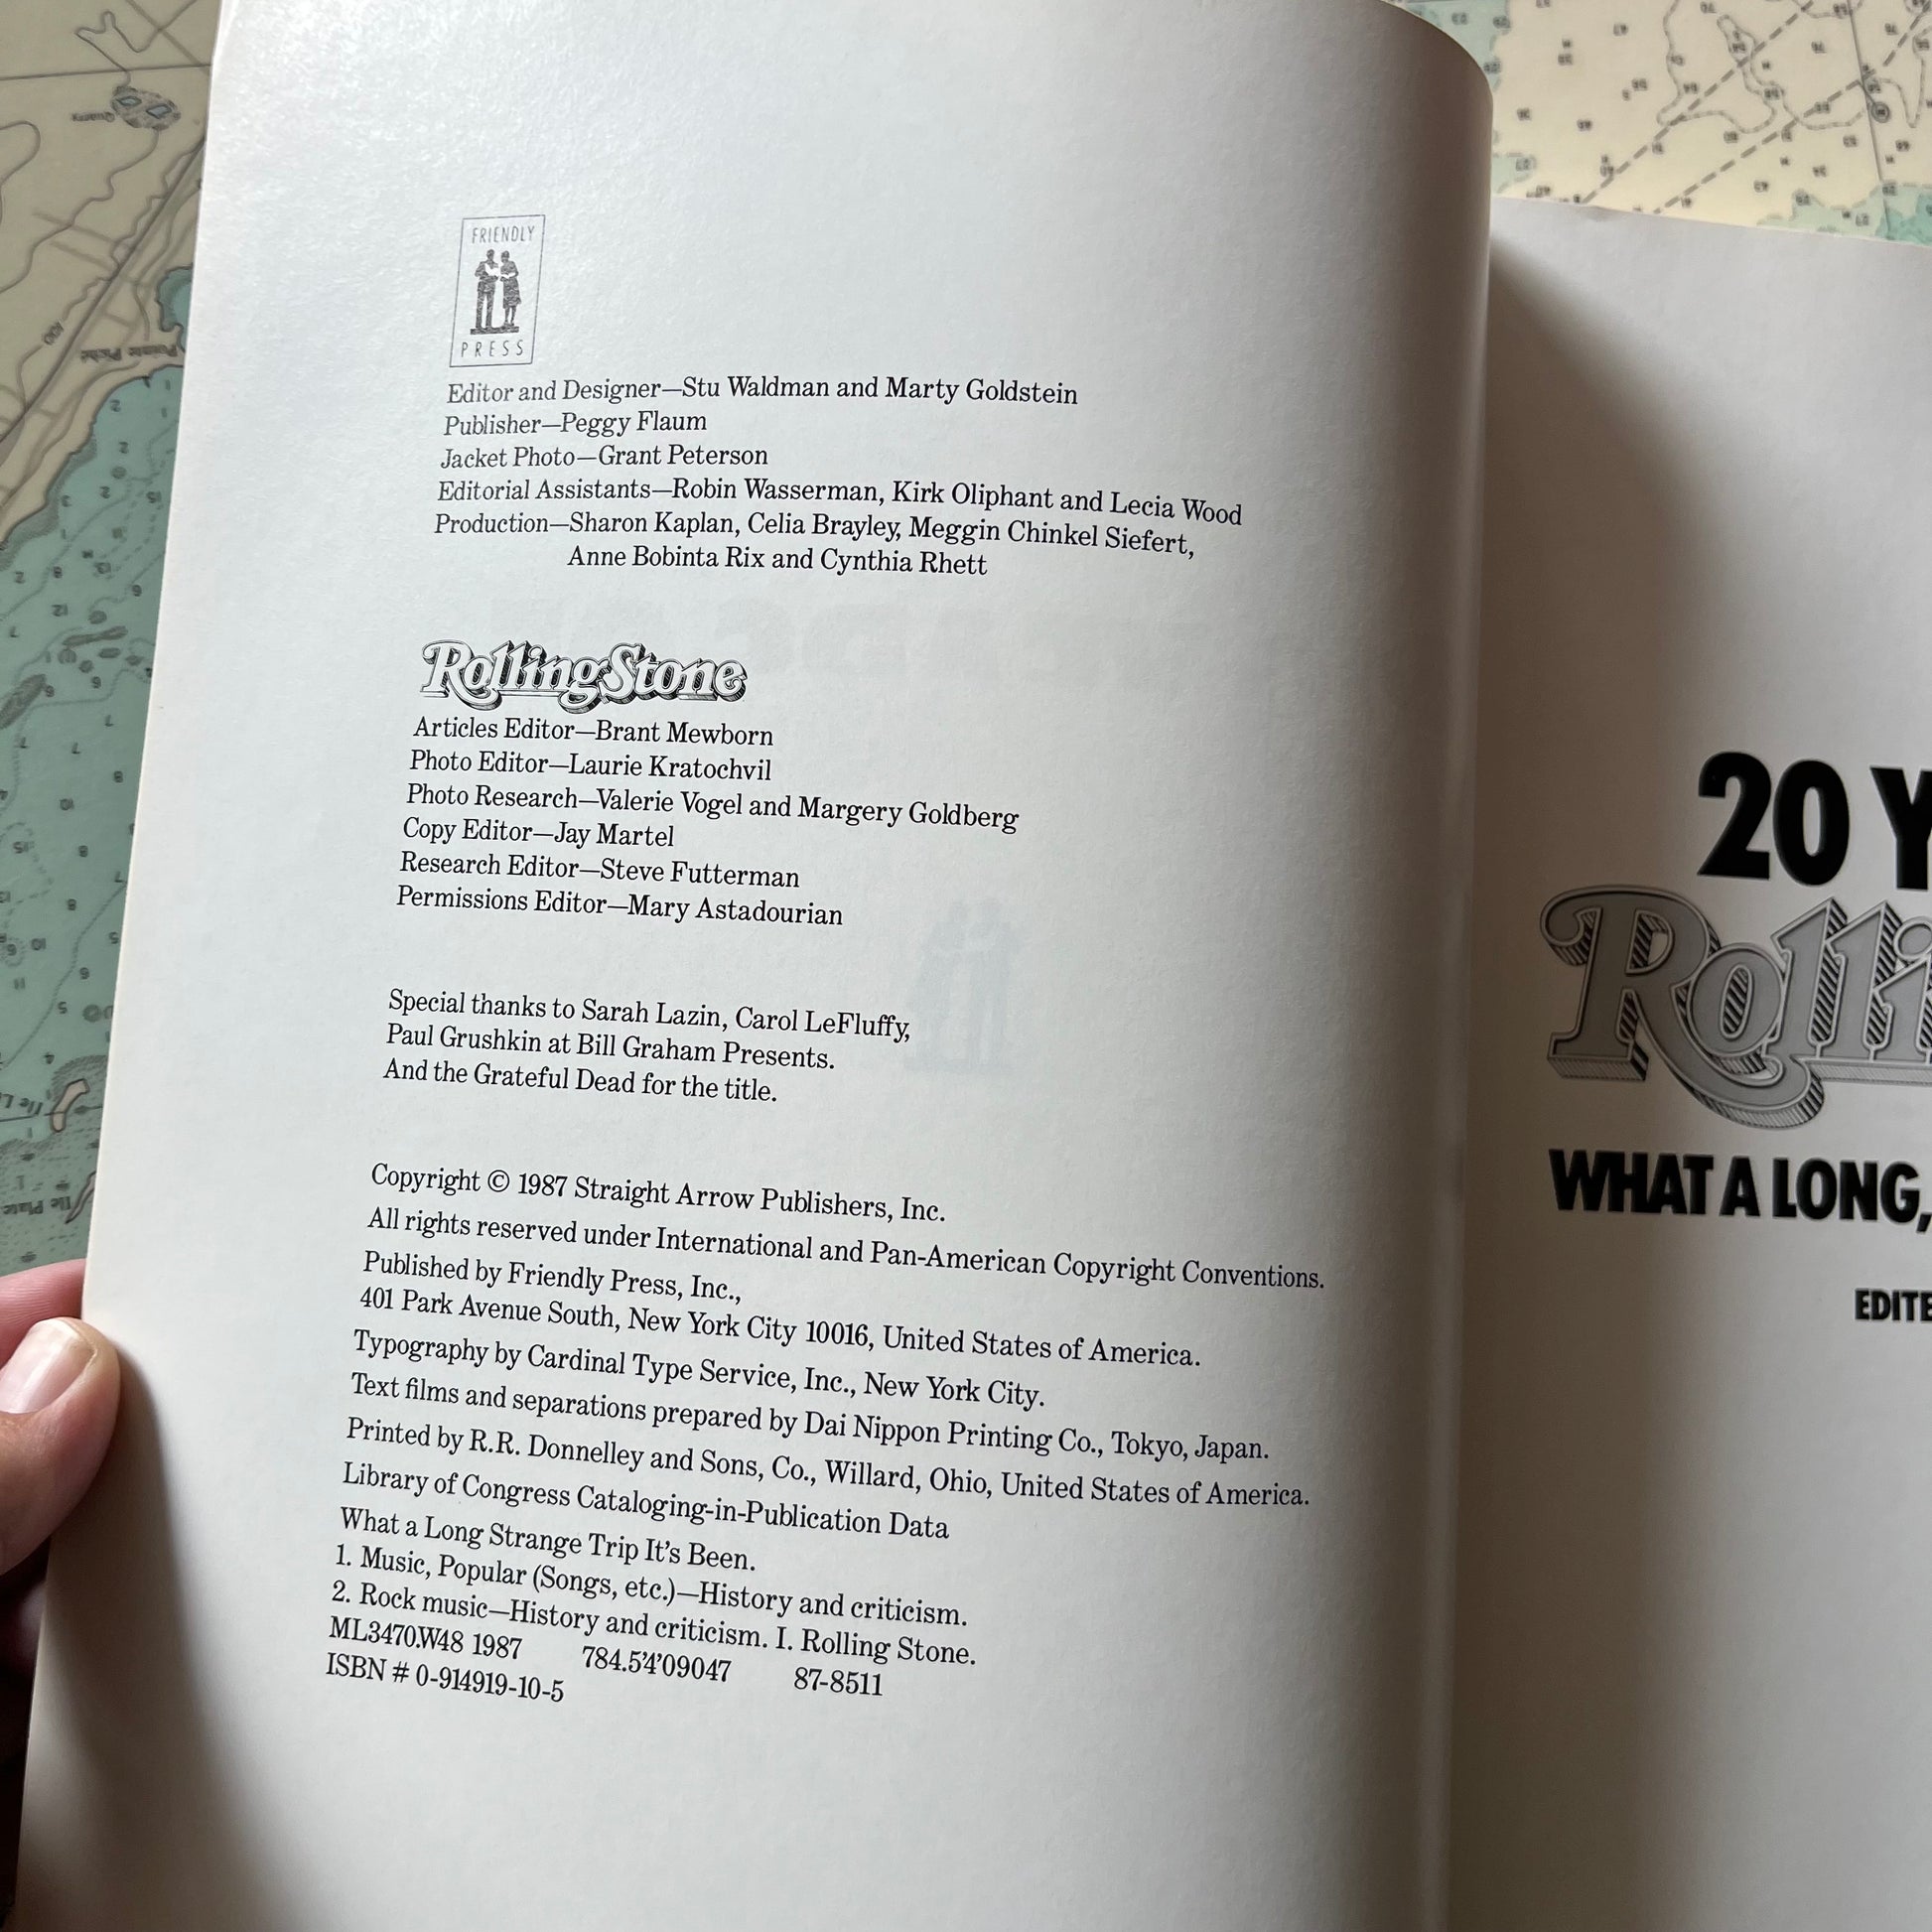 FRIENDLY
PRESS
Editor and Designer—Stu Waldman and Marty Goldstein
Publisher—Peggy Flaum
Jacket Photo—Grant Peterson
Editorial Assistants—Robin Wasserman, Kirk Oliphant and Lecia Wood
Production—Sharon Kaplan, Celia Brayley, Meggin Chinkel Siefert,
Anne Bobinta Rix and Cynthia Rhett
RollingStone
Articles Editor—Brant Mewborn
Photo Editor—Laurie Kratochvil
Photo Research—Valerie Vogel and Margery Goldberg
Copy Editor—Jay Martel
Research Editor—Steve Futterman
Permissions Editor—Mary Astadourian
Special thanks to Sarah Lazin, Carol LeFluffy,
Paul Grushkin at Bill Graham Presents.
And the Grateful Dead for the title.
Copyright © 1987 Straight Arrow Publishers, Inc.
All rights reserved under International and Pan-American Copyright Conventions.
Published by Friendly Press, Inc.,
401 Park Avenue South, New York City 10016, United States of America.
Typography by Cardinal Type Service, Inc., New York City.
Text films and separations prepared by Dai Nippon Printing Co., Tokyo, Japan.
Printed by R.R. Donnelley and Sons, Co., Willard, Ohio, United States of America.
Library of Congress Cataloging-in-Publication Data
What a Long Strange Trip It's Been.
1. Music, Popular (Songs, etc.)—History and criticism.
2. Rock music—History and criticism. I. Rolling Stone.
ML3470.W48 1987 784.5'4'09047 87-8511
ISBN # 0-914919-10-5
20 Y
Rolli
WHAT A LONG,
EDITE
Quarry